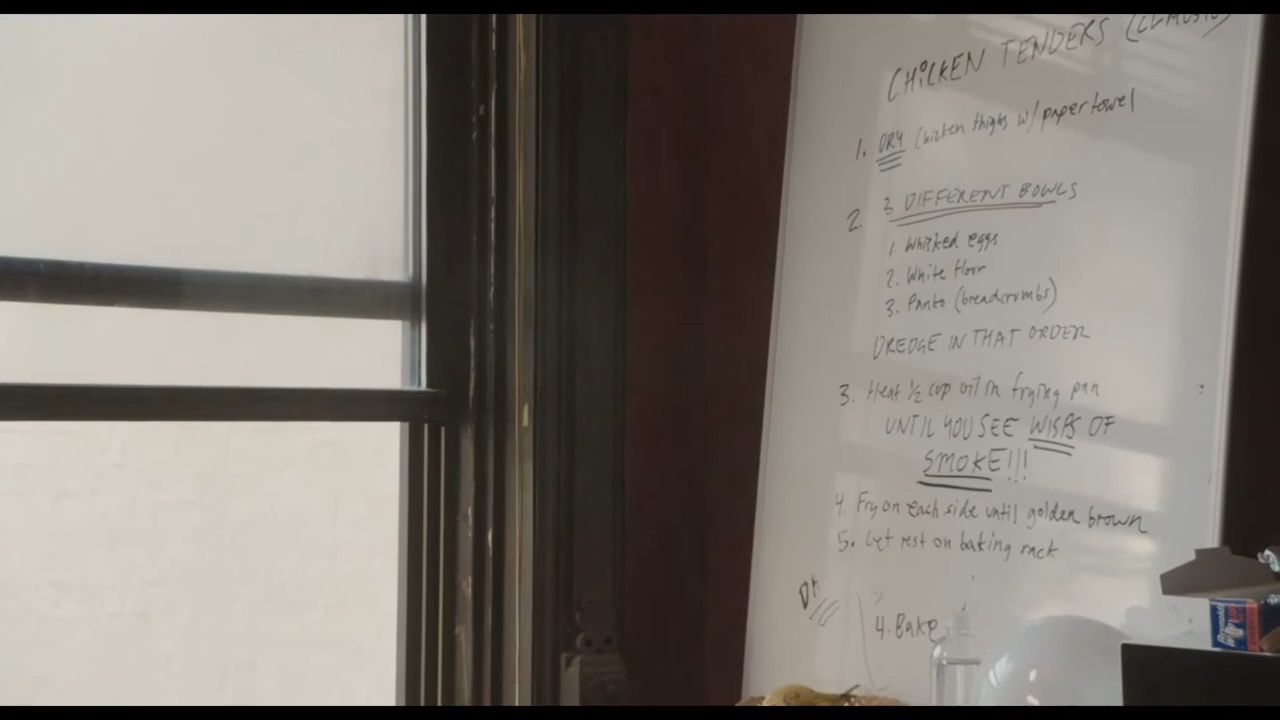 CHICKEN TENDERS
1. DRY Chicken thighs w/ paper towel
2. 3 DIFFERENT BOWLS
1. Whisked eggs
2. White flour
3. Panko (breadcrumbs)
DREDGE IN THAT ORDER
3. Heat ½ cup oil in frying pan
UNTIL YOU SEE WISPS OF
SMOKE!!!
4. Fry on each side until golden brown
5. Let rest on baking rack
4. Bake